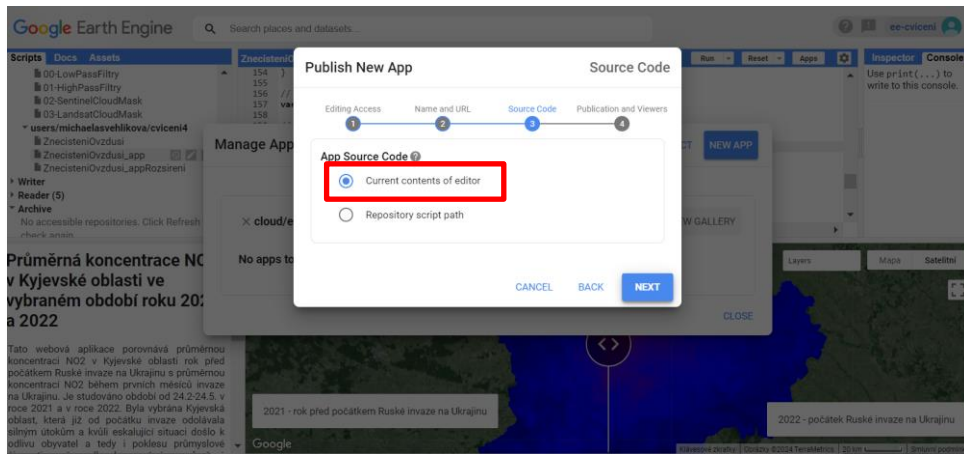 Google Earth Engine
Search places and datasets...
ee-cviceni
Scripts Docs Assets
00-LowPassFiltry
01-HighPassFiltry
02-SentinelCloudMask
03-LandsatCloudMask
users/michaelasvehlikova/cviceni4
ZnecisteniOvzdusi
ZnecisteniOvzdusi_app
ZnecisteniOvzdusi_appRozsireni
Writer
Reader (5)
Archive
No accessible repositories. Click Refresh
check again
154 }
155
156 //
157 var
158
Run Reset Apps
Inspector Console
Use print(...) to
write to this console.
Manage App
NEW APP
cloud/e
W GALLERY
No apps to
CLOSE
Publish New App Source Code
Editing Access Name and URL Source Code Publication and Viewers
1 2 3 4
App Source Code
Current contents of editor
Repository script path
CANCEL BACK NEXT
Průměrná koncentrace NO
v Kyjevské oblasti ve
vybraném období roku 202
a 2022
Tato webová aplikace porovnává průměrnou
koncentraci NO2 v Kyjevské oblasti rok před
počátkem Ruské invaze na Ukrajinu s průměrnou
koncentrací NO2 během prvních měsíců invaze
na Ukrajinu. Je studováno období od 24.2-24.5. v
roce 2021 a v roce 2022. Byla vybrána Kyjevská
oblast, která již od počátku invaze odolávala
silným útokům a kvůli eskalující situaci došlo k
odlivu obyvatel a tedy i poklesu průmyslové
Layers
Mapa Satelitní
2021 - rok před počátkem Ruské invaze na Ukrajinu
2022 - počátek Ruské invaze na Ukrajinu
Google
Klávesové zkratky Obrázky ©2024 TerraMetrics 20 km